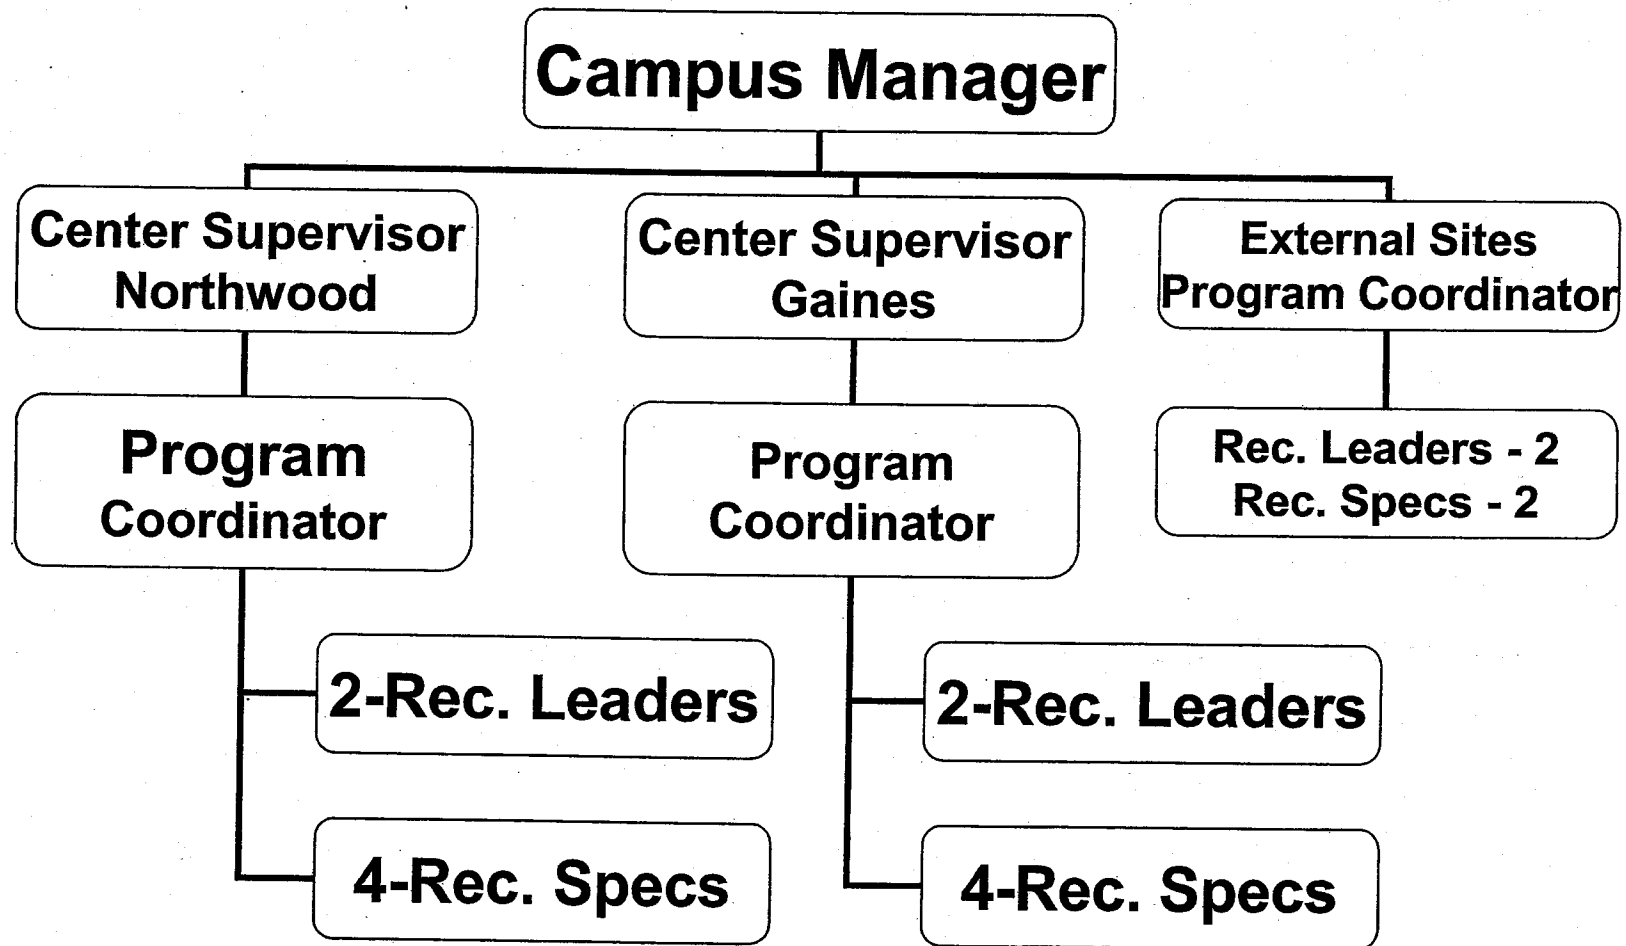 Campus Manager
Center Supervisor
Northwood
Center Supervisor
Gaines
External Sites
Program Coordinator
Program
Coordinator
Program
Coordinator
Rec. Leaders - 2
Rec. Specs - 2
2-Rec. Leaders
2-Rec. Leaders
4-Rec. Specs
4-Rec. Specs